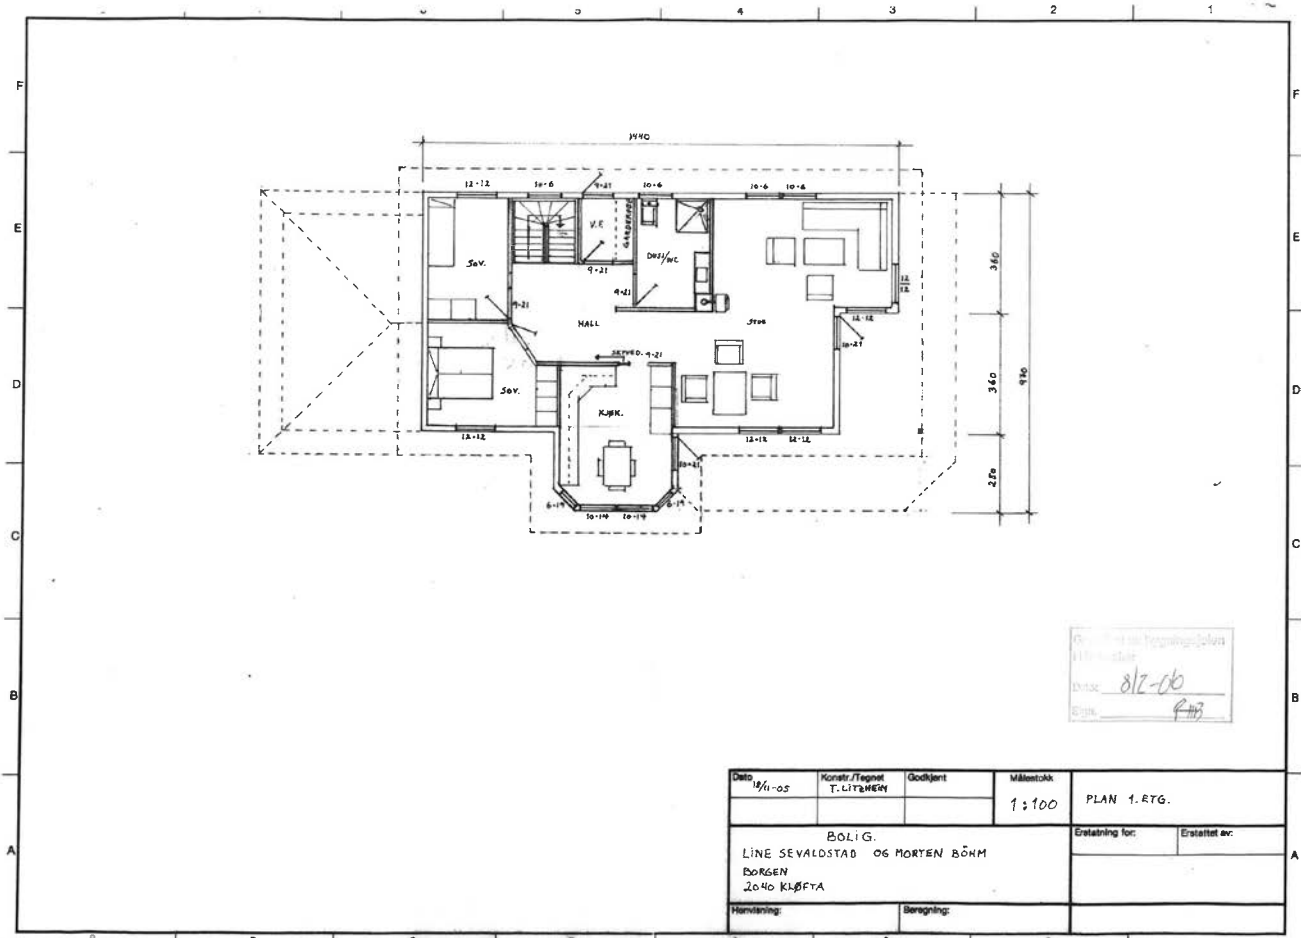 5 4 3 2 1
F F
E E
D D
C C
B B
A A
1440
12-12 10-6 9-21 10-6 10-6 10-6
V.F
GARDEROBE
SOV.
DUSJ/WC
9-21
9-21
9-21
12
12
12-12
HALL
STUE
10-21
SKYVED. 9-21
SOV.
KJØK.
12-12
12-12 12-12
10-21
6-14 10-14 10-14 6-14
360
360
250
970
bygningssjefen
Dato: 8/2-06
Sign.
Dato 18/11-05
Konstr./Tegnet T. LITZHEIM
Godkjent
Målestokk 1:100
PLAN 1. ETG.
BOLIG.
LINE SEVALDSTAD OG MORTEN BÖHM
BORGEN
2040 KLØFTA
Erstatning for:
Erstattet av:
Henvisning:
Beregning: